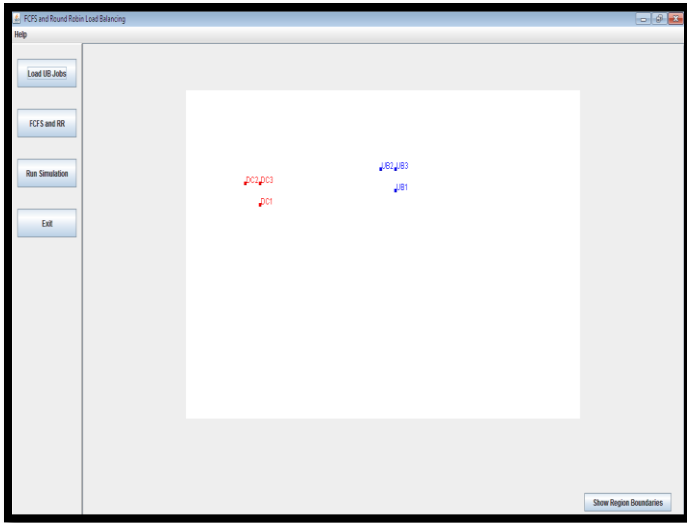 FCFS and Round Robin Load Balancing
Help
Load UB Jobs
FCFS and RR
Run Simulation
Exit
UB2 UB3
DC2 DC3
UB1
DC1
Show Region Boundaries